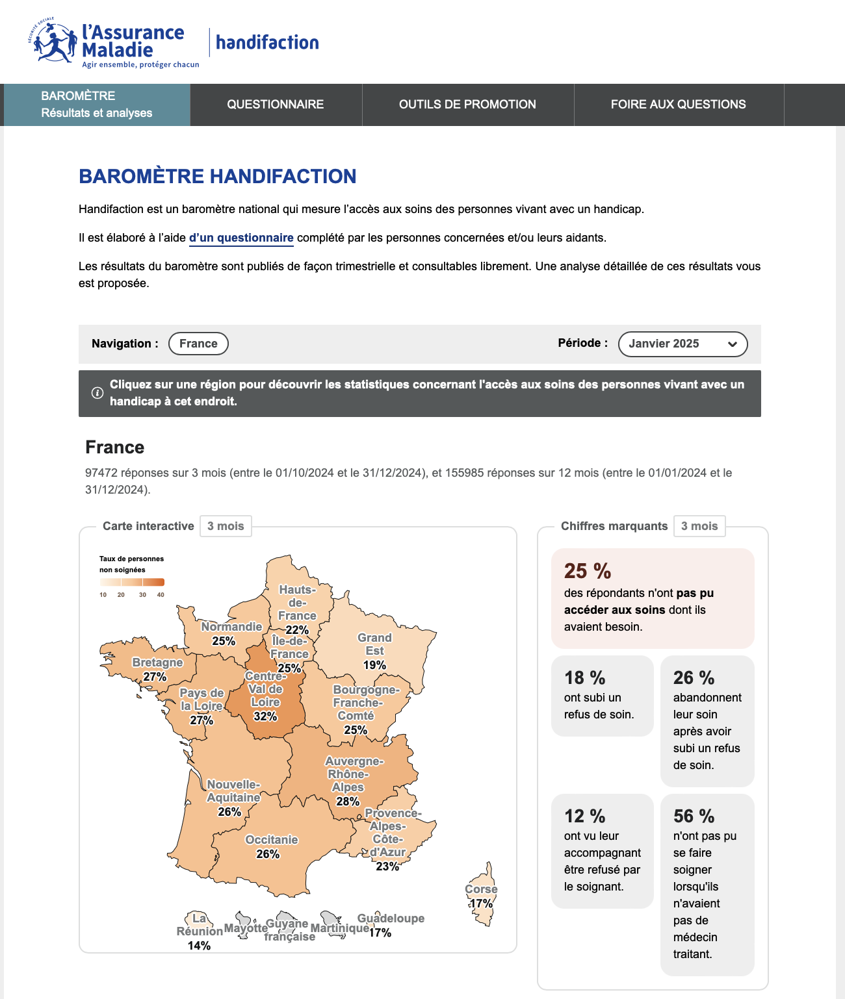 SÉCURITÉ SOCIALE
l'Assurance
Maladie
Agir ensemble, protéger chacun
handifaction
BAROMÈTRE
Résultats et analyses
QUESTIONNAIRE
OUTILS DE PROMOTION
FOIRE AUX QUESTIONS
BAROMÈTRE HANDIFACTION
Handifaction est un baromètre national qui mesure l’accès aux soins des personnes vivant avec un handicap.
Il est élaboré à l’aide d’un questionnaire complété par les personnes concernées et/ou leurs aidants.
Les résultats du baromètre sont publiés de façon trimestrielle et consultables librement. Une analyse détaillée de ces résultats vous
est proposée.
Navigation :
France
Période :
Janvier 2025
Cliquez sur une région pour découvrir les statistiques concernant l'accès aux soins des personnes vivant avec un
handicap à cet endroit.
France
97472 réponses sur 3 mois (entre le 01/10/2024 et le 31/12/2024), et 155985 réponses sur 12 mois (entre le 01/01/2024 et le
31/12/2024).
Carte interactive
3 mois
Taux de personnes
non soignées
10 20 30 40
Hauts-
de-
France
22%
Normandie
25%
Île-de-
France
25%
Grand
Est
19%
Bretagne
27%
Centre-
Val de
Loire
32%
Pays de
la Loire
27%
Bourgogne-
Franche-
Comté
25%
Auvergne-
Rhône-
Alpes
28%
Nouvelle-
Aquitaine
26%
Provence-
Alpes-
Côte-
d'Azur
23%
Occitanie
26%
Corse
17%
La
Réunion
14%
Mayotte
Guyane
française
Martinique
Guadeloupe
17%
Chiffres marquants
3 mois
25 %
des répondants n'ont pas pu
accéder aux soins dont ils
avaient besoin.
18 %
ont subi un
refus de soin.
26 %
abandonnent
leur soin
après avoir
subi un refus
de soin.
12 %
ont vu leur
accompagnant
être refusé par
le soignant.
56 %
n'ont pas pu
se faire
soigner
lorsqu'ils
n'avaient
pas de
médecin
traitant.